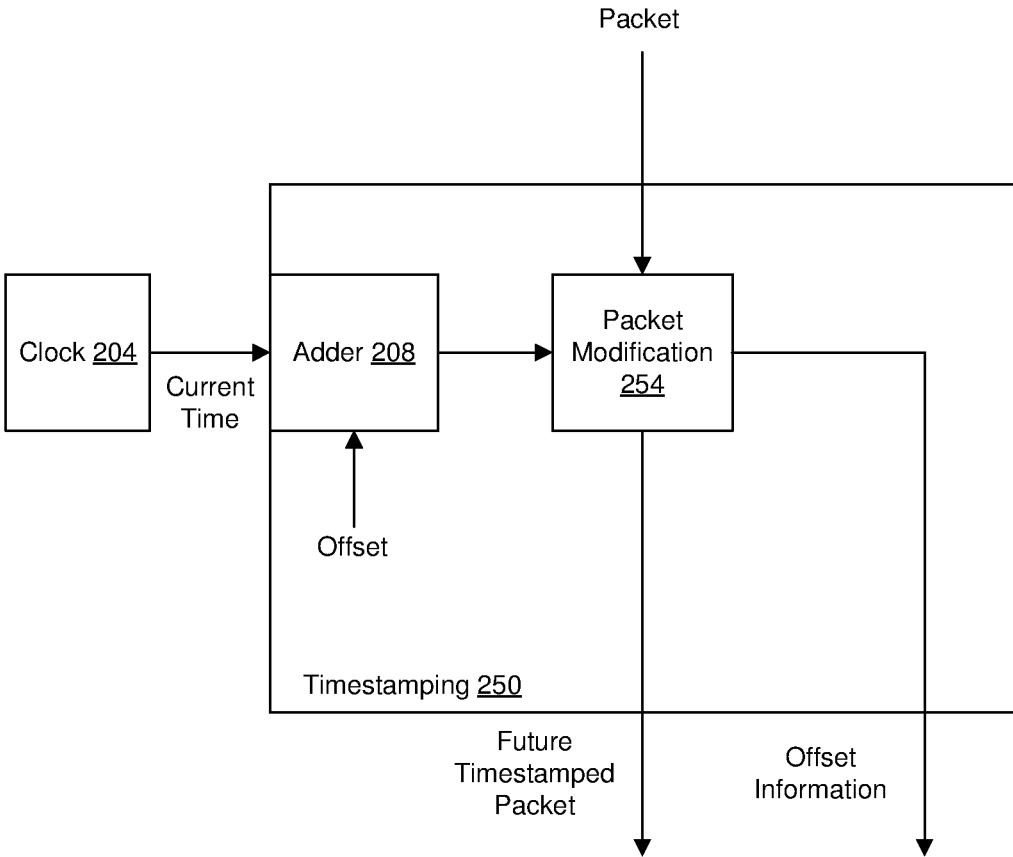 Packet
Clock 204
Adder 208
Packet
Modification
254
Current
Time
Offset
Timestamping 250
Future
Timestamped
Packet
Offset
Information